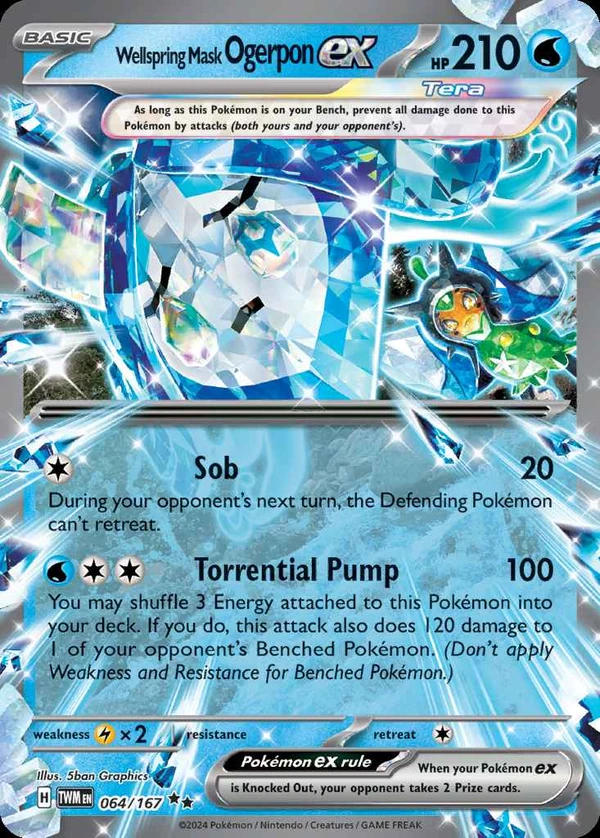 BASIC
Wellspring Mask Ogerpon ex HP 210
Tera
As long as this Pokémon is on your Bench, prevent all damage done to this
Pokémon by attacks (both yours and your opponent's).
Sob 20
During your opponent's next turn, the Defending Pokémon
can't retreat.
Torrential Pump 100
You may shuffle 3 Energy attached to this Pokémon into
your deck. If you do, this attack also does 120 damage to
1 of your opponent's Benched Pokémon. (Don't apply
Weakness and Resistance for Benched Pokémon.)
weakness ×2 resistance retreat
Pokémon ex rule When your Pokémon ex
is Knocked Out, your opponent takes 2 Prize cards.
Illus. 5ban Graphics
H TWM EN 064/167 ★★
©2024 Pokémon / Nintendo / Creatures / GAME FREAK